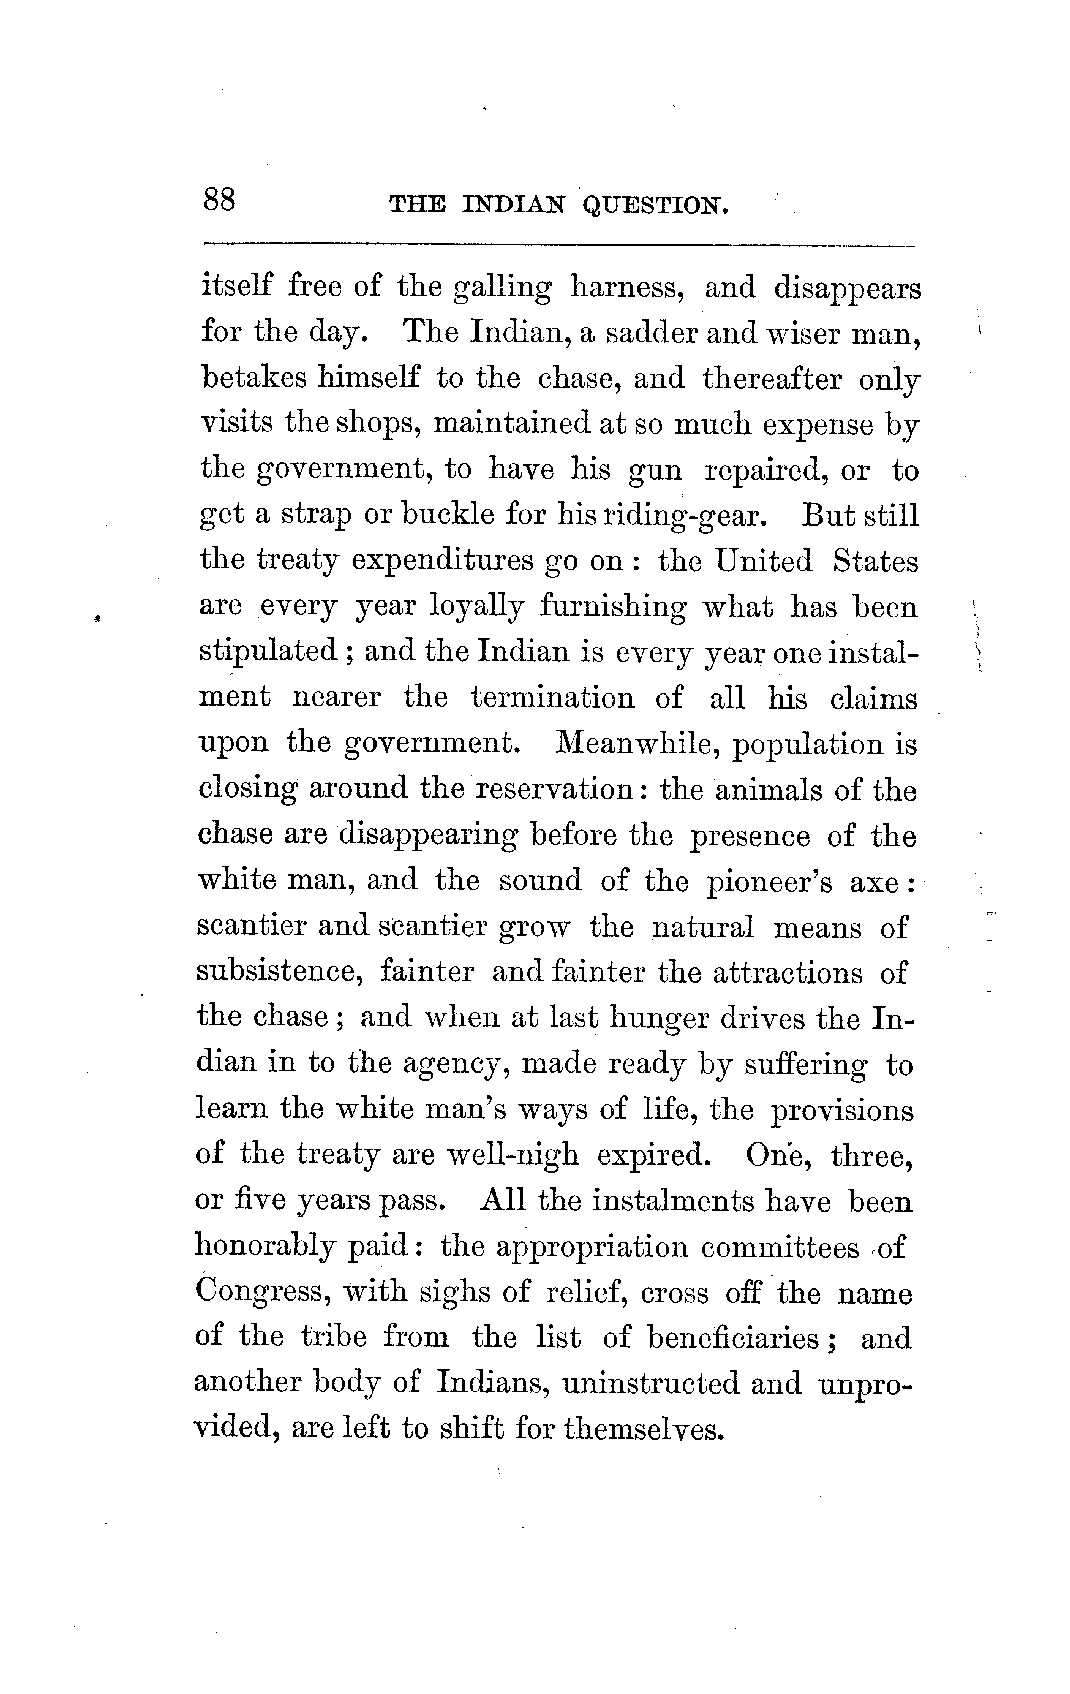 88 THE INDIAN QUESTION.
itself free of the galling harness, and disappears
for the day. The Indian, a sadder and wiser man,
betakes himself to the chase, and thereafter only
visits the shops, maintained at so much expense by
the government, to have his gun repaired, or to
get a strap or buckle for his riding-gear. But still
the treaty expenditures go on : the United States
are every year loyally furnishing what has been
stipulated ; and the Indian is every year one instal-
ment nearer the termination of all his claims
upon the government. Meanwhile, population is
closing around the reservation : the animals of the
chase are disappearing before the presence of the
white man, and the sound of the pioneer's axe :
scantier and scantier grow the natural means of
subsistence, fainter and fainter the attractions of
the chase ; and when at last hunger drives the In-
dian in to the agency, made ready by suffering to
learn the white man's ways of life, the provisions
of the treaty are well-nigh expired. One, three,
or five years pass. All the instalments have been
honorably paid : the appropriation committees of
Congress, with sighs of relief, cross off the name
of the tribe from the list of beneficiaries ; and
another body of Indians, uninstructed and unpro-
vided, are left to shift for themselves.